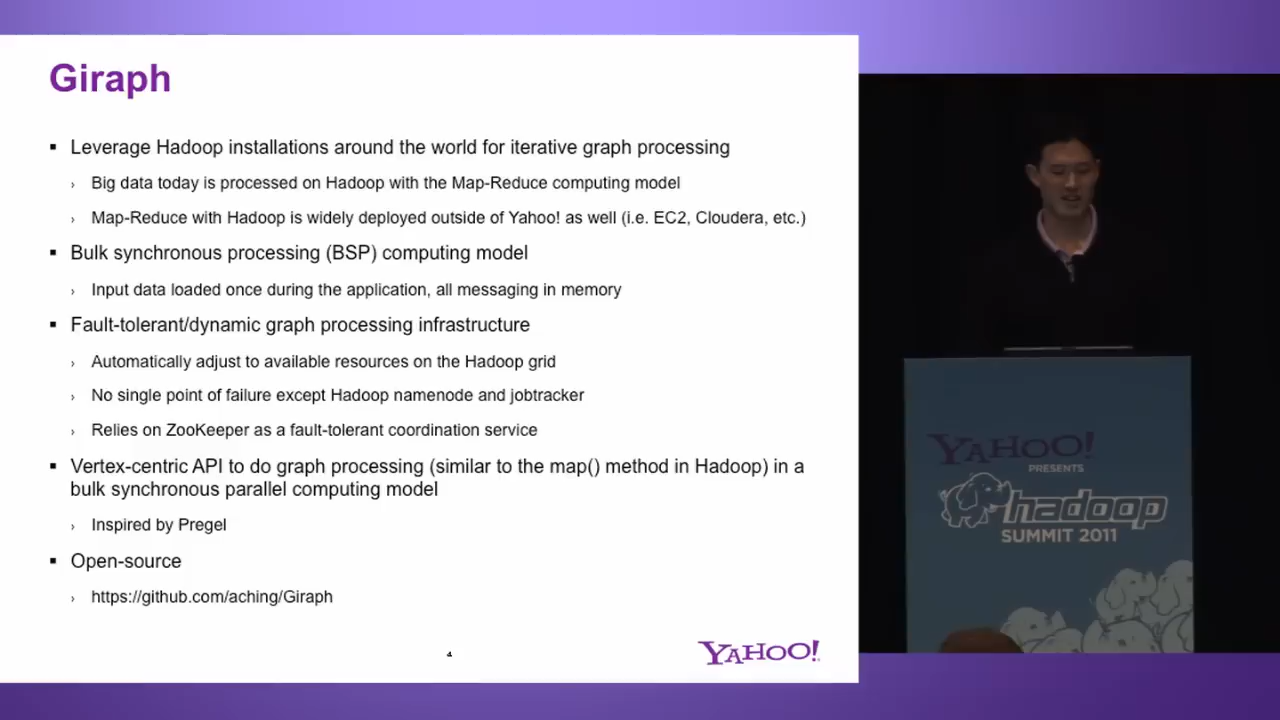 Giraph
▪ Leverage Hadoop installations around the world for iterative graph processing
› Big data today is processed on Hadoop with the Map-Reduce computing model
› Map-Reduce with Hadoop is widely deployed outside of Yahoo! as well (i.e. EC2, Cloudera, etc.)
▪ Bulk synchronous processing (BSP) computing model
› Input data loaded once during the application, all messaging in memory
▪ Fault-tolerant/dynamic graph processing infrastructure
› Automatically adjust to available resources on the Hadoop grid
› No single point of failure except Hadoop namenode and jobtracker
› Relies on ZooKeeper as a fault-tolerant coordination service
▪ Vertex-centric API to do graph processing (similar to the map() method in Hadoop) in a
bulk synchronous parallel computing model
› Inspired by Pregel
▪ Open-source
› https://github.com/aching/Giraph
4
YAHOO!
YAHOO!
PRESENTS
hadoop
SUMMIT 2011